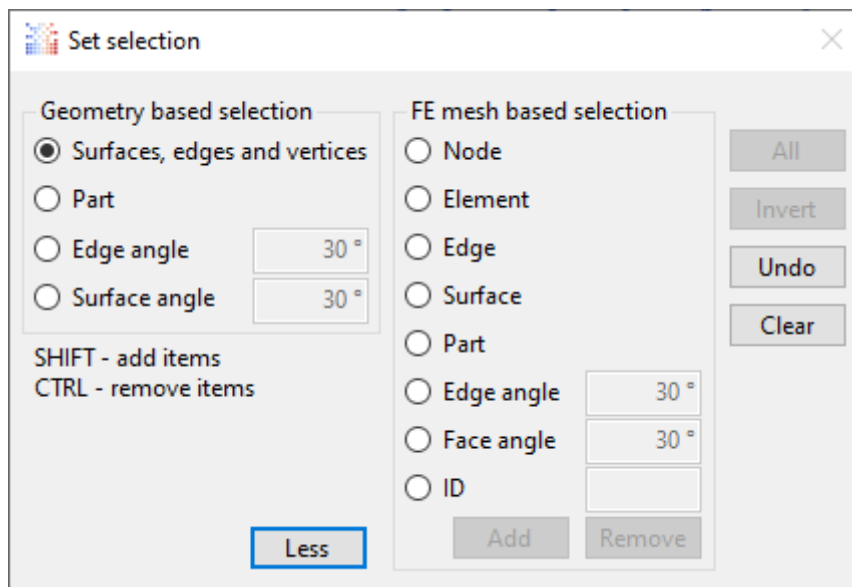 Set selection
Geometry based selection
Surfaces, edges and vertices
Part
Edge angle 30 °
Surface angle 30 °
SHIFT - add items
CTRL - remove items
Less
FE mesh based selection
Node
Element
Edge
Surface
Part
Edge angle 30 °
Face angle 30 °
ID
Add Remove
All
Invert
Undo
Clear